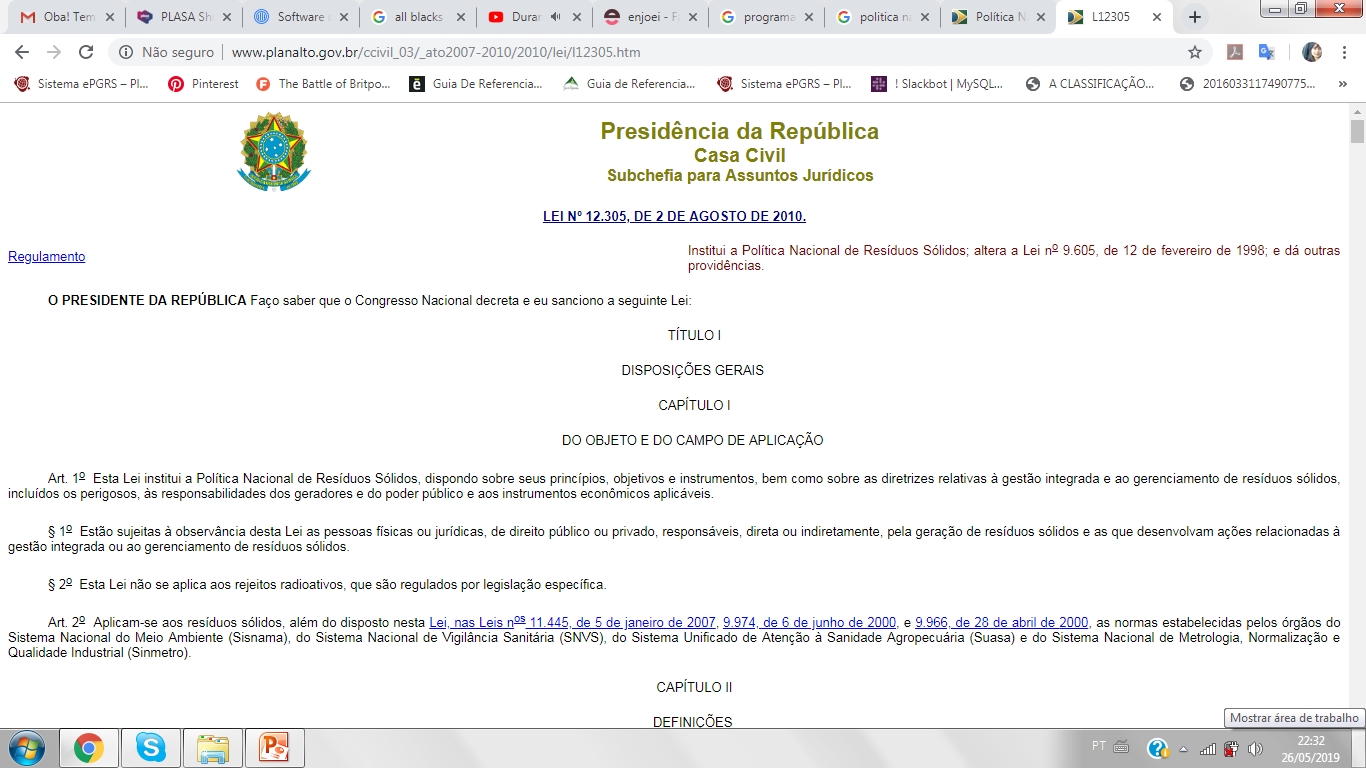 Oba! Tem
PLASA Sh
Software
all blacks
Durar
enjoei - F
programa
politica na
Política N
L12305
Não seguro | www.planalto.gov.br/ccivil_03/_ato2007-2010/2010/lei/l12305.htm
Sistema ePGRS – Pl...
Pinterest
The Battle of Britpo...
Guia De Referencia...
Guia de Referencia...
Sistema ePGRS – Pl...
! Slackbot | MySQL...
A CLASSIFICAÇÃO...
2016033117490775...
»
Presidência da República
Casa Civil
Subchefia para Assuntos Jurídicos
LEI Nº 12.305, DE 2 DE AGOSTO DE 2010.
Regulamento
Institui a Política Nacional de Resíduos Sólidos; altera a Lei nº 9.605, de 12 de fevereiro de 1998; e dá outras
providências.
O PRESIDENTE DA REPÚBLICA Faço saber que o Congresso Nacional decreta e eu sanciono a seguinte Lei:
TÍTULO I
DISPOSIÇÕES GERAIS
CAPÍTULO I
DO OBJETO E DO CAMPO DE APLICAÇÃO
Art. 1º Esta Lei institui a Política Nacional de Resíduos Sólidos, dispondo sobre seus princípios, objetivos e instrumentos, bem como sobre as diretrizes relativas à gestão integrada e ao gerenciamento de resíduos sólidos,
incluídos os perigosos, às responsabilidades dos geradores e do poder público e aos instrumentos econômicos aplicáveis.
§ 1º Estão sujeitas à observância desta Lei as pessoas físicas ou jurídicas, de direito público ou privado, responsáveis, direta ou indiretamente, pela geração de resíduos sólidos e as que desenvolvam ações relacionadas à
gestão integrada ou ao gerenciamento de resíduos sólidos.
§ 2º Esta Lei não se aplica aos rejeitos radioativos, que são regulados por legislação específica.
Art. 2º Aplicam-se aos resíduos sólidos, além do disposto nesta Lei, nas Leis nos 11.445, de 5 de janeiro de 2007, 9.974, de 6 de junho de 2000, e 9.966, de 28 de abril de 2000, as normas estabelecidas pelos órgãos do
Sistema Nacional do Meio Ambiente (Sisnama), do Sistema Nacional de Vigilância Sanitária (SNVS), do Sistema Unificado de Atenção à Sanidade Agropecuária (Suasa) e do Sistema Nacional de Metrologia, Normalização e
Qualidade Industrial (Sinmetro).
CAPÍTULO II
DEFINIÇÕES
Mostrar área de trabalho
PT
22:32
26/05/2019